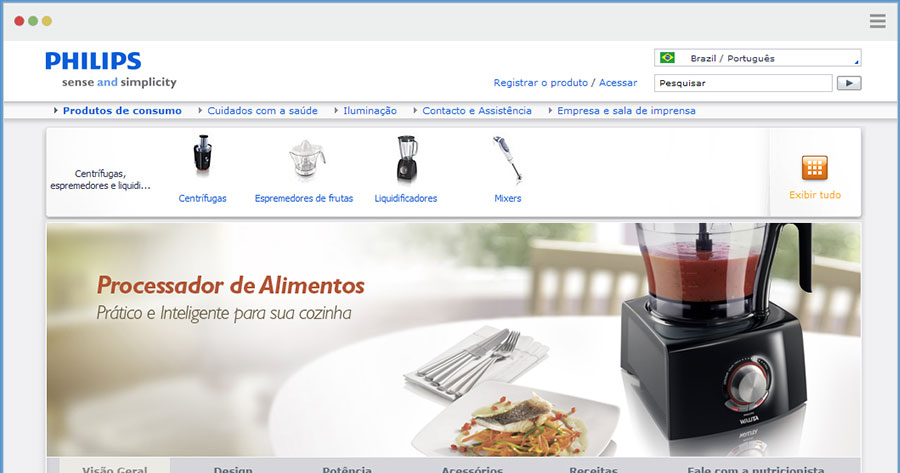 PHILIPS
sense and simplicity
Brazil / Português
Registrar o produto / Acessar
Pesquisar
Produtos de consumo
Cuidados com a saúde
Iluminação
Contacto e Assistência
Empresa e sala de imprensa
Centrífugas,
espremedores e liquidi...
Centrífugas
Espremedores de frutas
Liquidificadores
Mixers
Exibir tudo
Processador de Alimentos
Prático e Inteligente para sua cozinha
WALITA
Visão Geral
Design
Potência
Acessórios
Receitas
Fale com a nutricionista